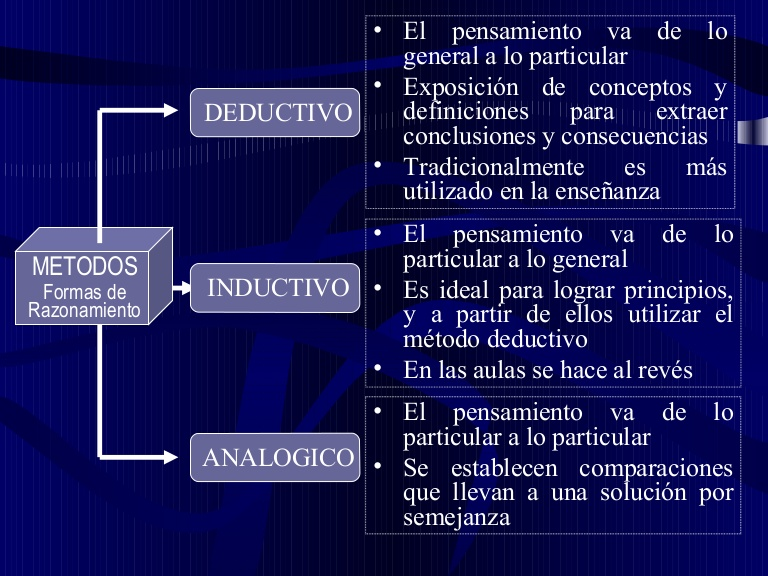 METODOS
Formas de
Razonamiento
DEDUCTIVO
• El pensamiento va de lo
general a lo particular
• Exposición de conceptos y
definiciones para extraer
conclusiones y consecuencias
• Tradicionalmente es más
utilizado en la enseñanza
INDUCTIVO
• El pensamiento va de lo
particular a lo general
• Es ideal para lograr principios,
y a partir de ellos utilizar el
método deductivo
• En las aulas se hace al revés
ANALOGICO
• El pensamiento va de lo
particular a lo particular
• Se establecen comparaciones
que llevan a una solución por
semejanza